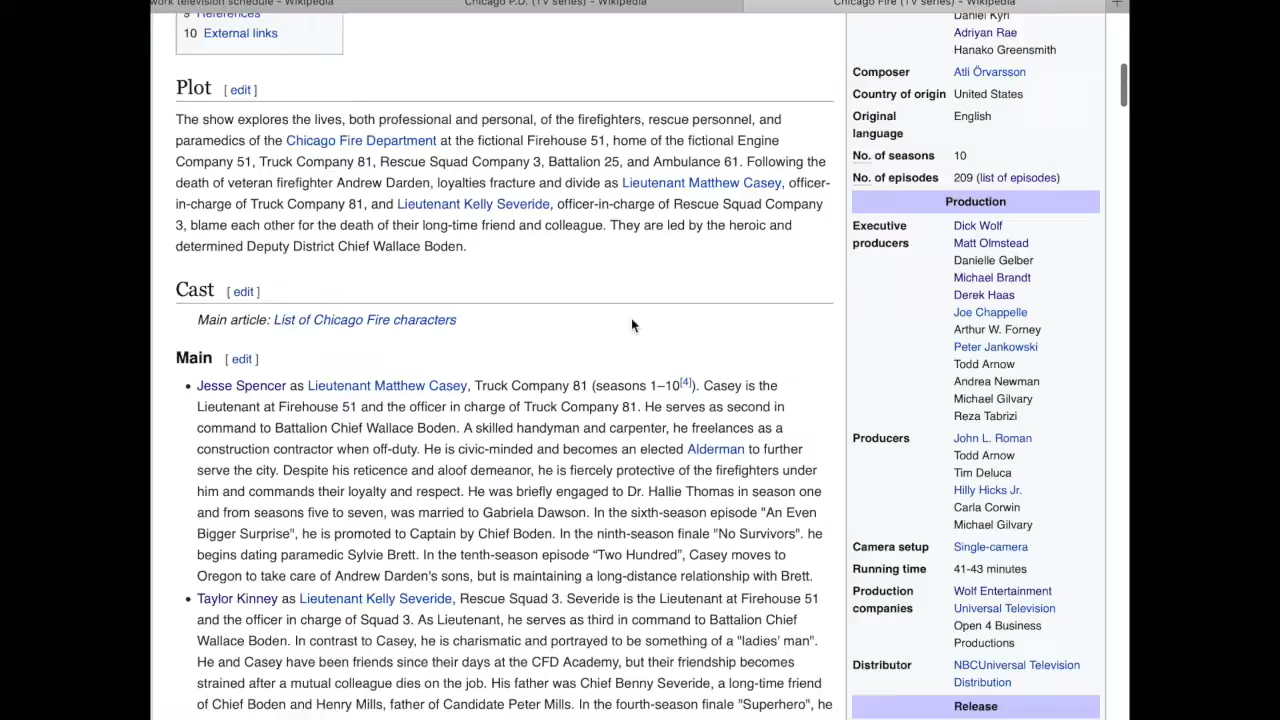 work television schedule - Wikipedia
Chicago P.D. (TV series) - Wikipedia
Chicago Fire (TV series) - Wikipedia
9 References
10 External links
Plot [ edit ]
The show explores the lives, both professional and personal, of the firefighters, rescue personnel, and
paramedics of the Chicago Fire Department at the fictional Firehouse 51, home of the fictional Engine
Company 51, Truck Company 81, Rescue Squad Company 3, Battalion 25, and Ambulance 61. Following the
death of veteran firefighter Andrew Darden, loyalties fracture and divide as Lieutenant Matthew Casey, officer-
in-charge of Truck Company 81, and Lieutenant Kelly Severide, officer-in-charge of Rescue Squad Company
3, blame each other for the death of their long-time friend and colleague. They are led by the heroic and
determined Deputy District Chief Wallace Boden.
Cast [ edit ]
Main article: List of Chicago Fire characters
Main [ edit ]
• Jesse Spencer as Lieutenant Matthew Casey, Truck Company 81 (seasons 1–10[4]). Casey is the
Lieutenant at Firehouse 51 and the officer in charge of Truck Company 81. He serves as second in
command to Battalion Chief Wallace Boden. A skilled handyman and carpenter, he freelances as a
construction contractor when off-duty. He is civic-minded and becomes an elected Alderman to further
serve the city. Despite his reticence and aloof demeanor, he is fiercely protective of the firefighters under
him and commands their loyalty and respect. He was briefly engaged to Dr. Hallie Thomas in season one
and from seasons five to seven, was married to Gabriela Dawson. In the sixth-season episode "An Even
Bigger Surprise", he is promoted to Captain by Chief Boden. In the ninth-season finale "No Survivors". he
begins dating paramedic Sylvie Brett. In the tenth-season episode “Two Hundred”, Casey moves to
Oregon to take care of Andrew Darden's sons, but is maintaining a long-distance relationship with Brett.
• Taylor Kinney as Lieutenant Kelly Severide, Rescue Squad 3. Severide is the Lieutenant at Firehouse 51
and the officer in charge of Squad 3. As Lieutenant, he serves as third in command to Battalion Chief
Wallace Boden. In contrast to Casey, he is charismatic and portrayed to be something of a "ladies' man".
He and Casey have been friends since their days at the CFD Academy, but their friendship becomes
strained after a mutual colleague dies on the job. His father was Chief Benny Severide, a long-time friend
of Chief Boden and Henry Mills, father of Candidate Peter Mills. In the fourth-season finale "Superhero", he
Daniel Kyri
Adriyan Rae
Hanako Greensmith
Composer Atli Örvarsson
Country of origin United States
Original English
language
No. of seasons 10
No. of episodes 209 (list of episodes)
Production
Executive Dick Wolf
producers Matt Olmstead
Danielle Gelber
Michael Brandt
Derek Haas
Joe Chappelle
Arthur W. Forney
Peter Jankowski
Todd Arnow
Andrea Newman
Michael Gilvary
Reza Tabrizi
Producers John L. Roman
Todd Arnow
Tim Deluca
Hilly Hicks Jr.
Carla Corwin
Michael Gilvary
Camera setup Single-camera
Running time 41-43 minutes
Production Wolf Entertainment
companies Universal Television
Open 4 Business
Productions
Distributor NBCUniversal Television
Distribution
Release